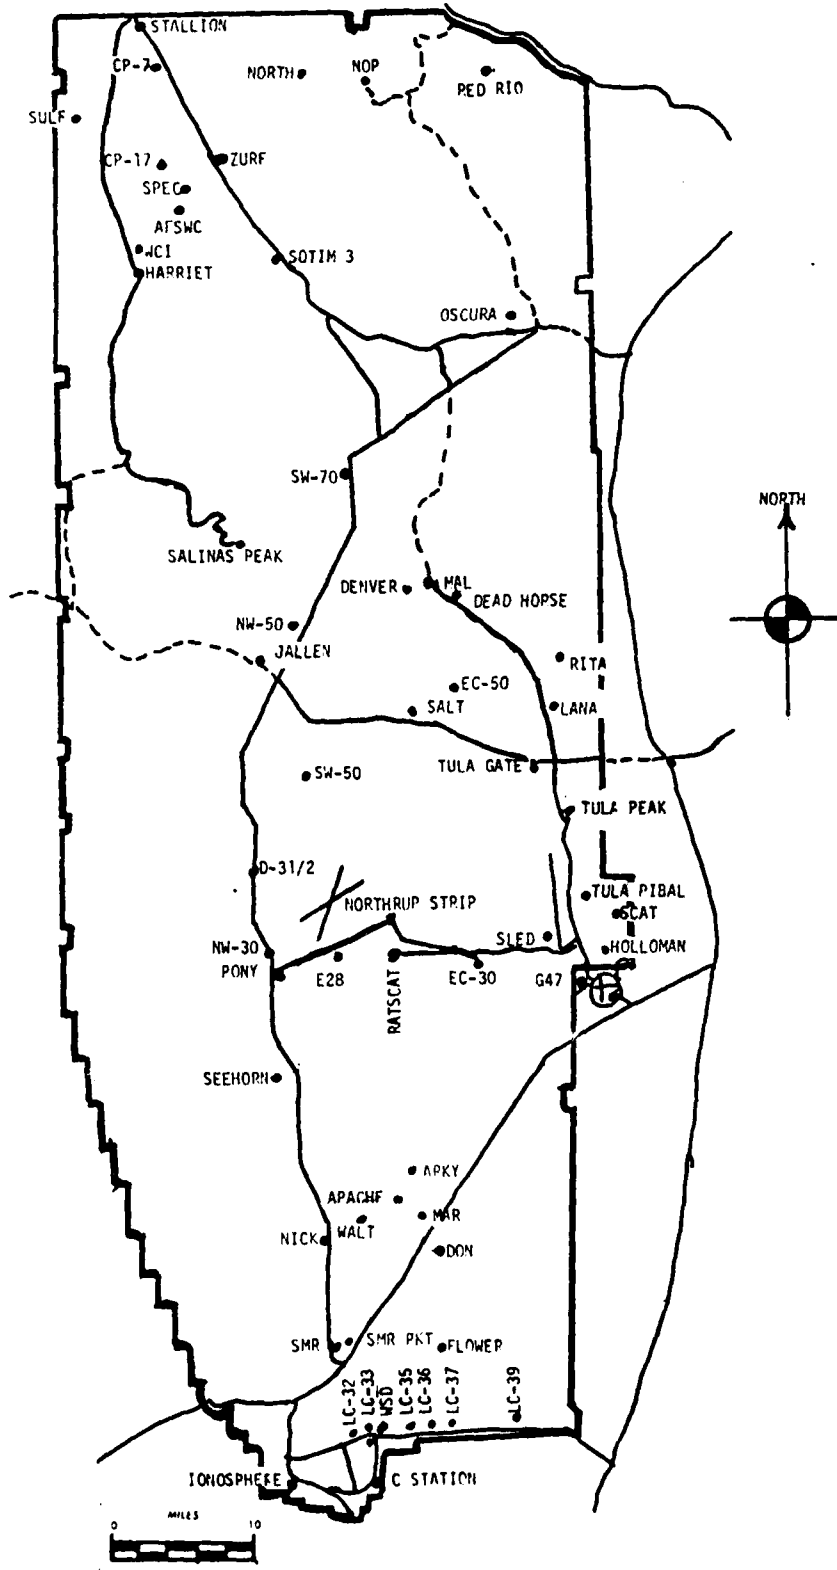 STALLION
CP-7
NORTH
NOP
RED RIO
SULF
CP-17
ZURF
SPEC
AFSWC
WCI
HARRIET
SOTIM 3
OSCURA
SW-70
NORTH
SALINAS PEAK
DENVER
MAL
DEAD HORSE
NW-50
JALLEN
RITA
EC-50
SALT
LANA
TULA GATE
SW-50
TULA PEAK
D-31/2
NORTHRUP STRIP
TULA PIBAL
SCAT
SLED
HOLLOMAN
NW-30
PONY
E28
RATSCAT
EC-30
G47
SEEHORN
ARKY
APACHE
MAR
WALT
NICK
DON
SMR
SMR PKT
FLOWER
LC-32
LC-33
WSD
LC-35
LC-36
LC-37
LC-39
IONOSPHERE
C STATION
MILES
0 10